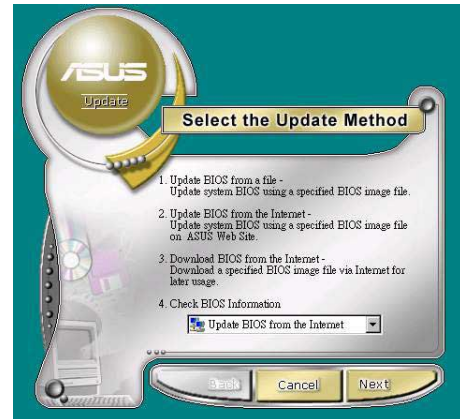 ASUS
Update
Select the Update Method
1. Update BIOS from a file -
Update system BIOS using a specified BIOS image file.
2. Update BIOS from the Internet -
Update system BIOS using a specified BIOS image file
on ASUS Web Site.
3. Download BIOS from the Internet -
Download a specified BIOS image file via Internet for
later usage.
4. Check BIOS Information
Update BIOS from the Internet
Back Cancel Next